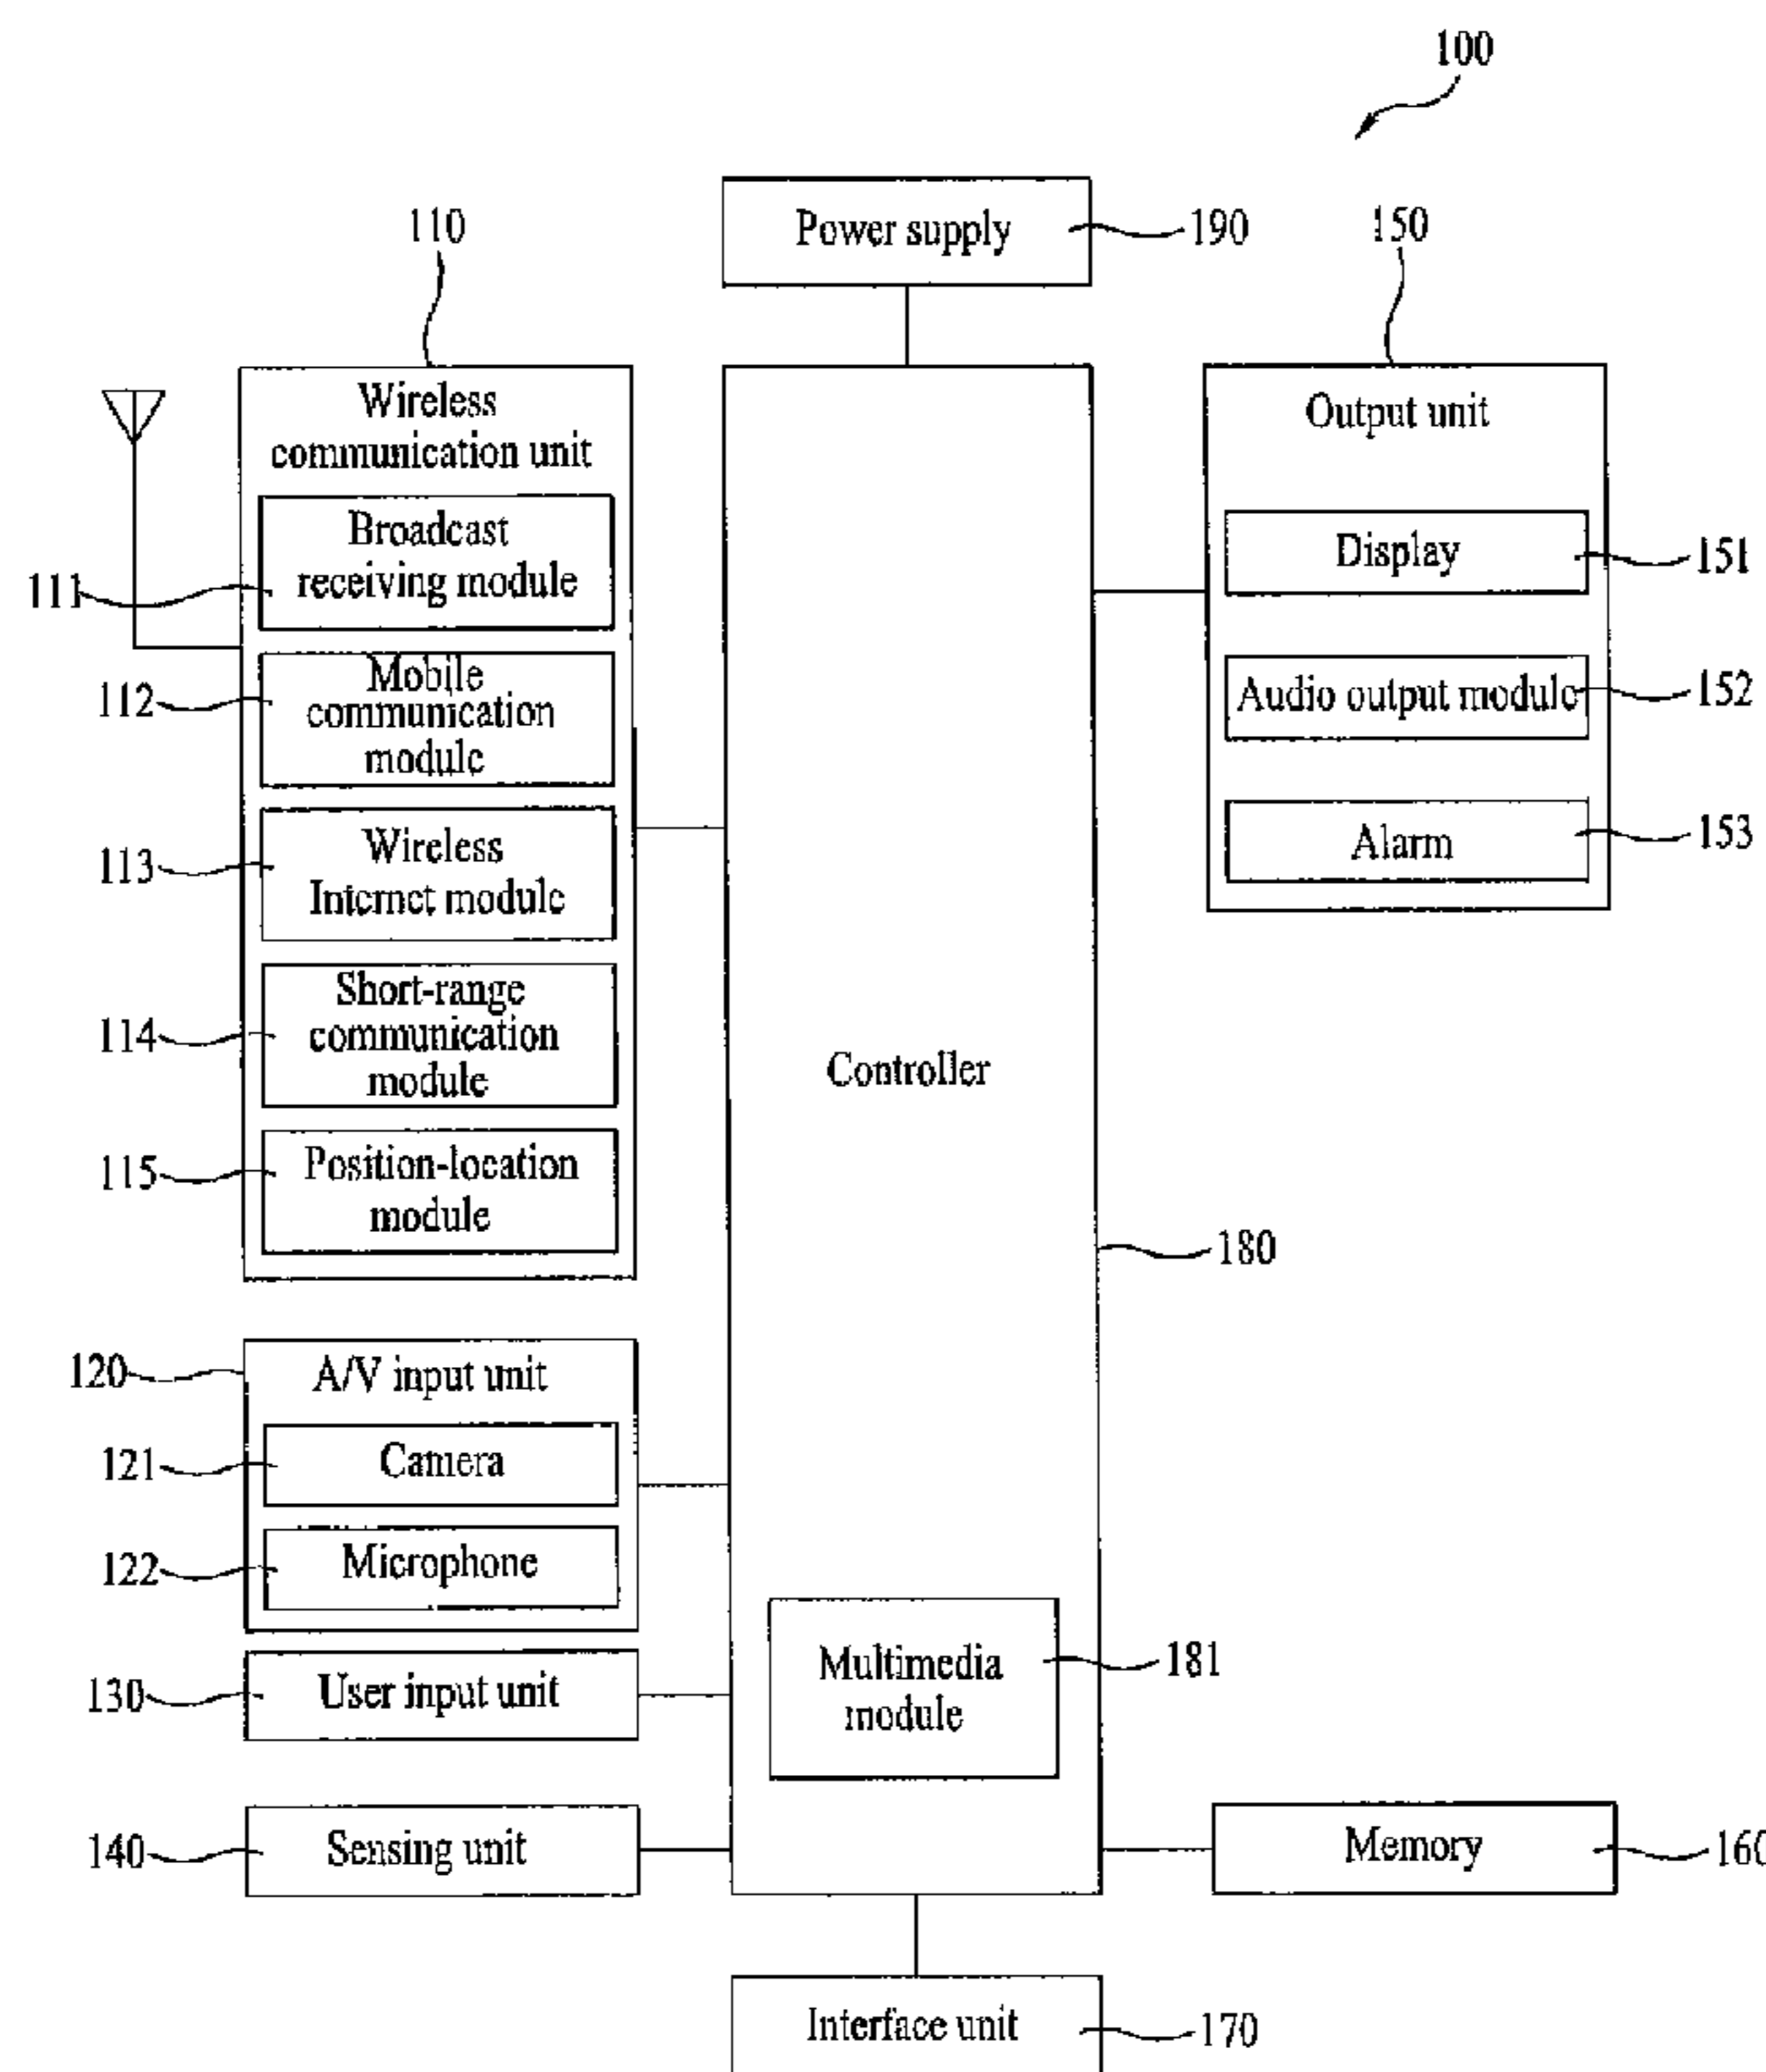 100
Power supply
190
110
150
Wireless
communication unit
Output unit
Broadcast
receiving module
111
Display
151
Mobile
communication
module
112
Audio output module
152
Wireless
Internet module
113
Alarm
153
Short-range
communication
module
114
Controller
Position-location
module
115
180
120
A/V input unit
Camera
121
Microphone
122
Multimedia
module
181
130
User input unit
140
Sensing unit
Memory
160
Interface unit
170